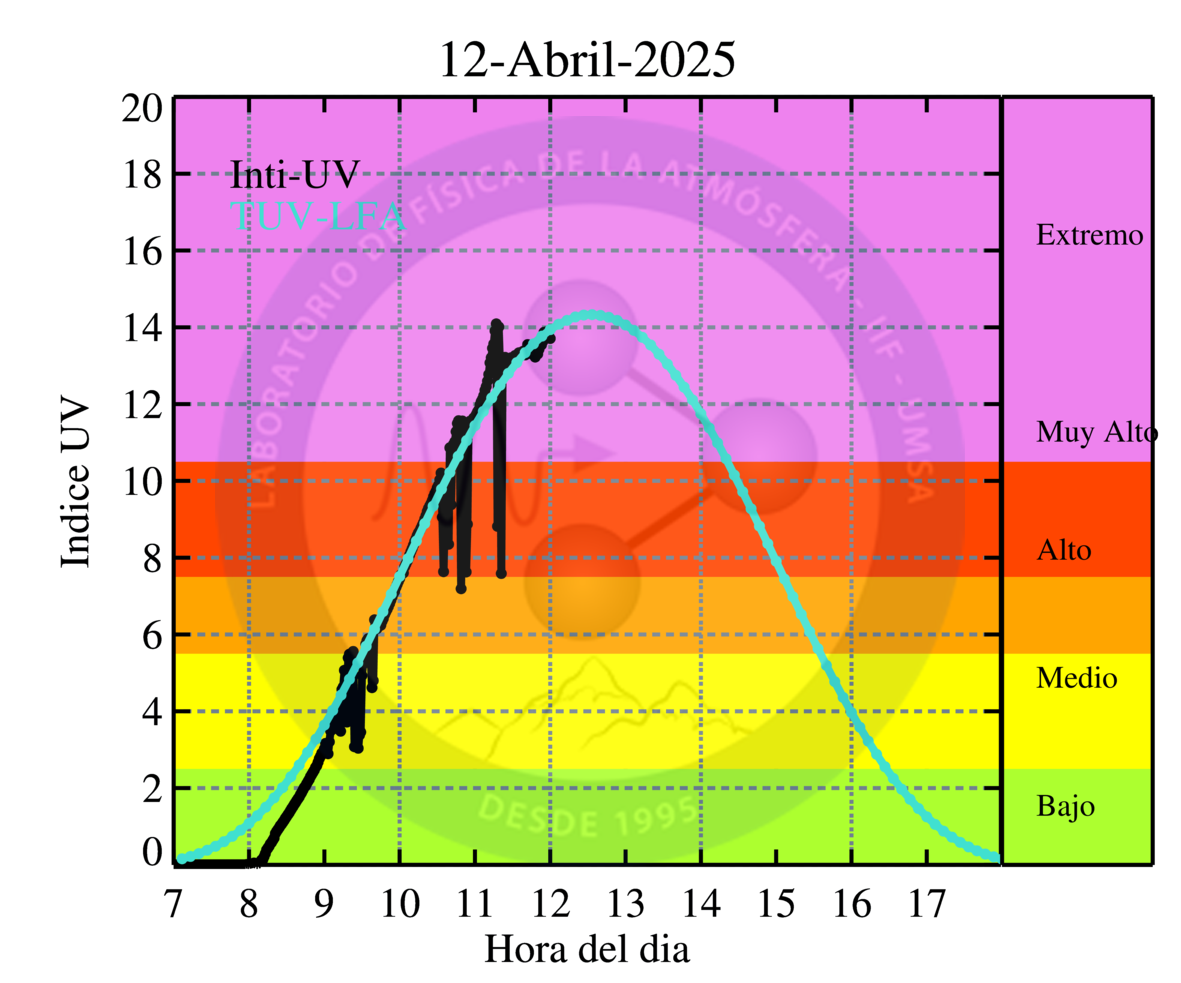 12-Abril-2025
Inti-UV
TUV-LFA
LABORATORIO DE FÍSICA DE LA ATMÓSFERA - IIF - UMSA
DESDE 1995
Indice UV
20
18
16
14
12
10
8
6
4
2
0
Extremo
Muy Alto
Alto
Medio
Bajo
7 8 9 10 11 12 13 14 15 16 17
Hora del dia